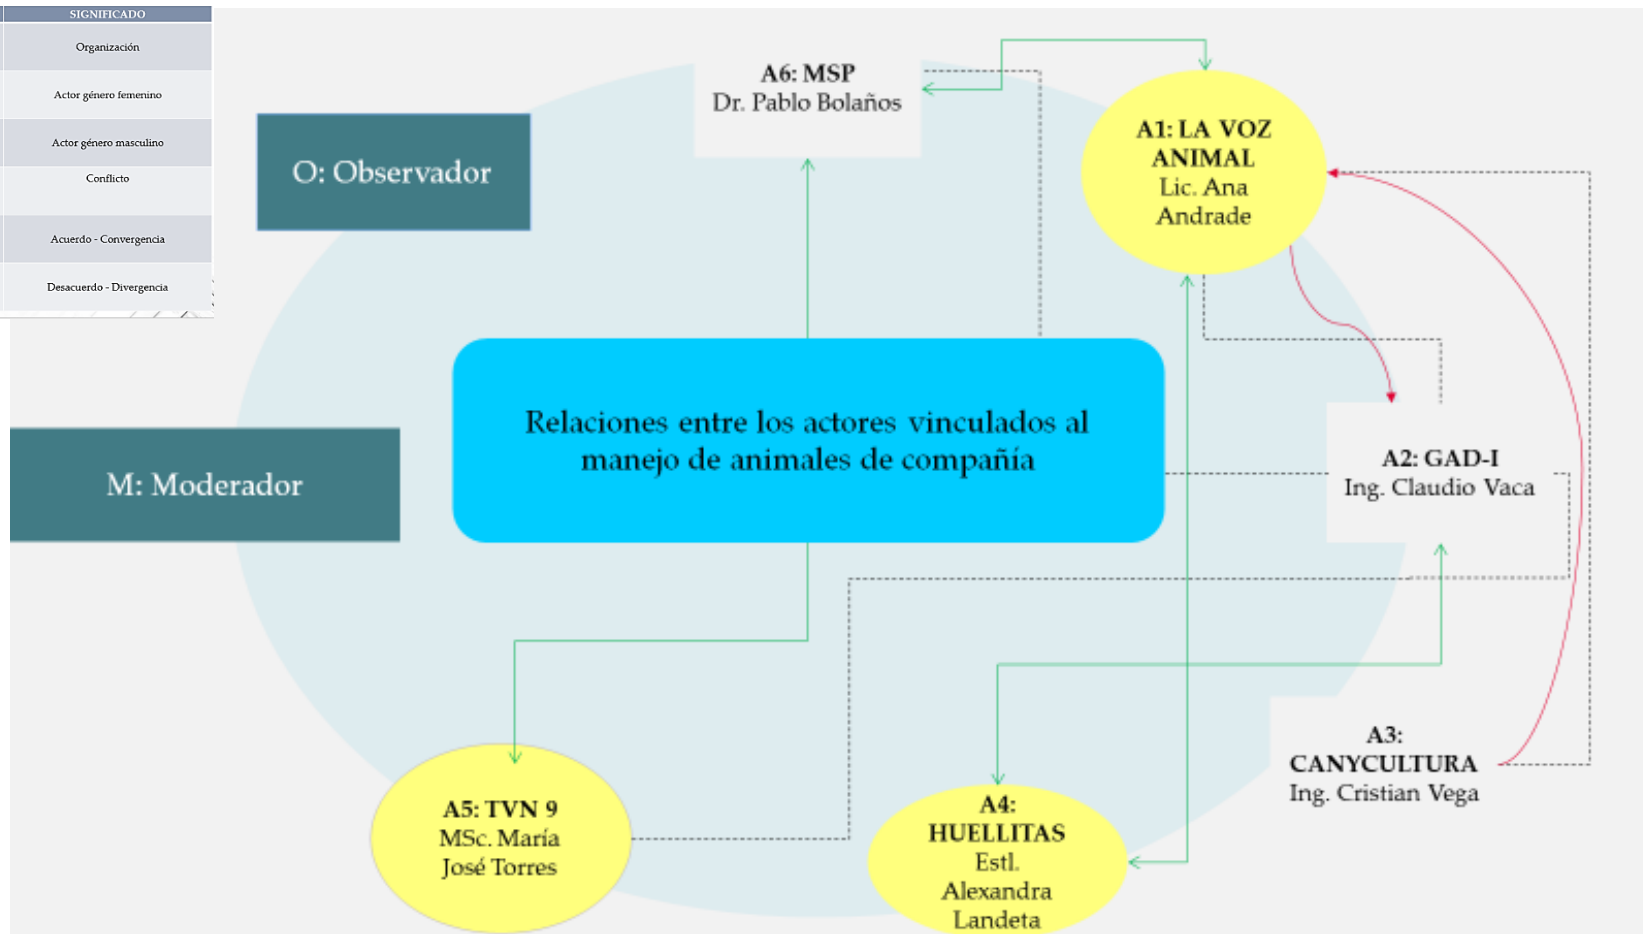 SIGNIFICADO
Organización
Actor género femenino
Actor género masculino
Conflicto
Acuerdo - Convergencia
Desacuerdo - Divergencia
A6: MSP
Dr. Pablo Bolaños
A1: LA VOZ
ANIMAL
Lic. Ana
Andrade
O: Observador
Relaciones entre los actores vinculados al
manejo de animales de compañía
M: Moderador
A2: GAD-I
Ing. Claudio Vaca
A3:
CANYCULTURA
Ing. Cristian Vega
A5: TVN 9
MSc. María
José Torres
A4:
HUELLITAS
Estl.
Alexandra
Landeta